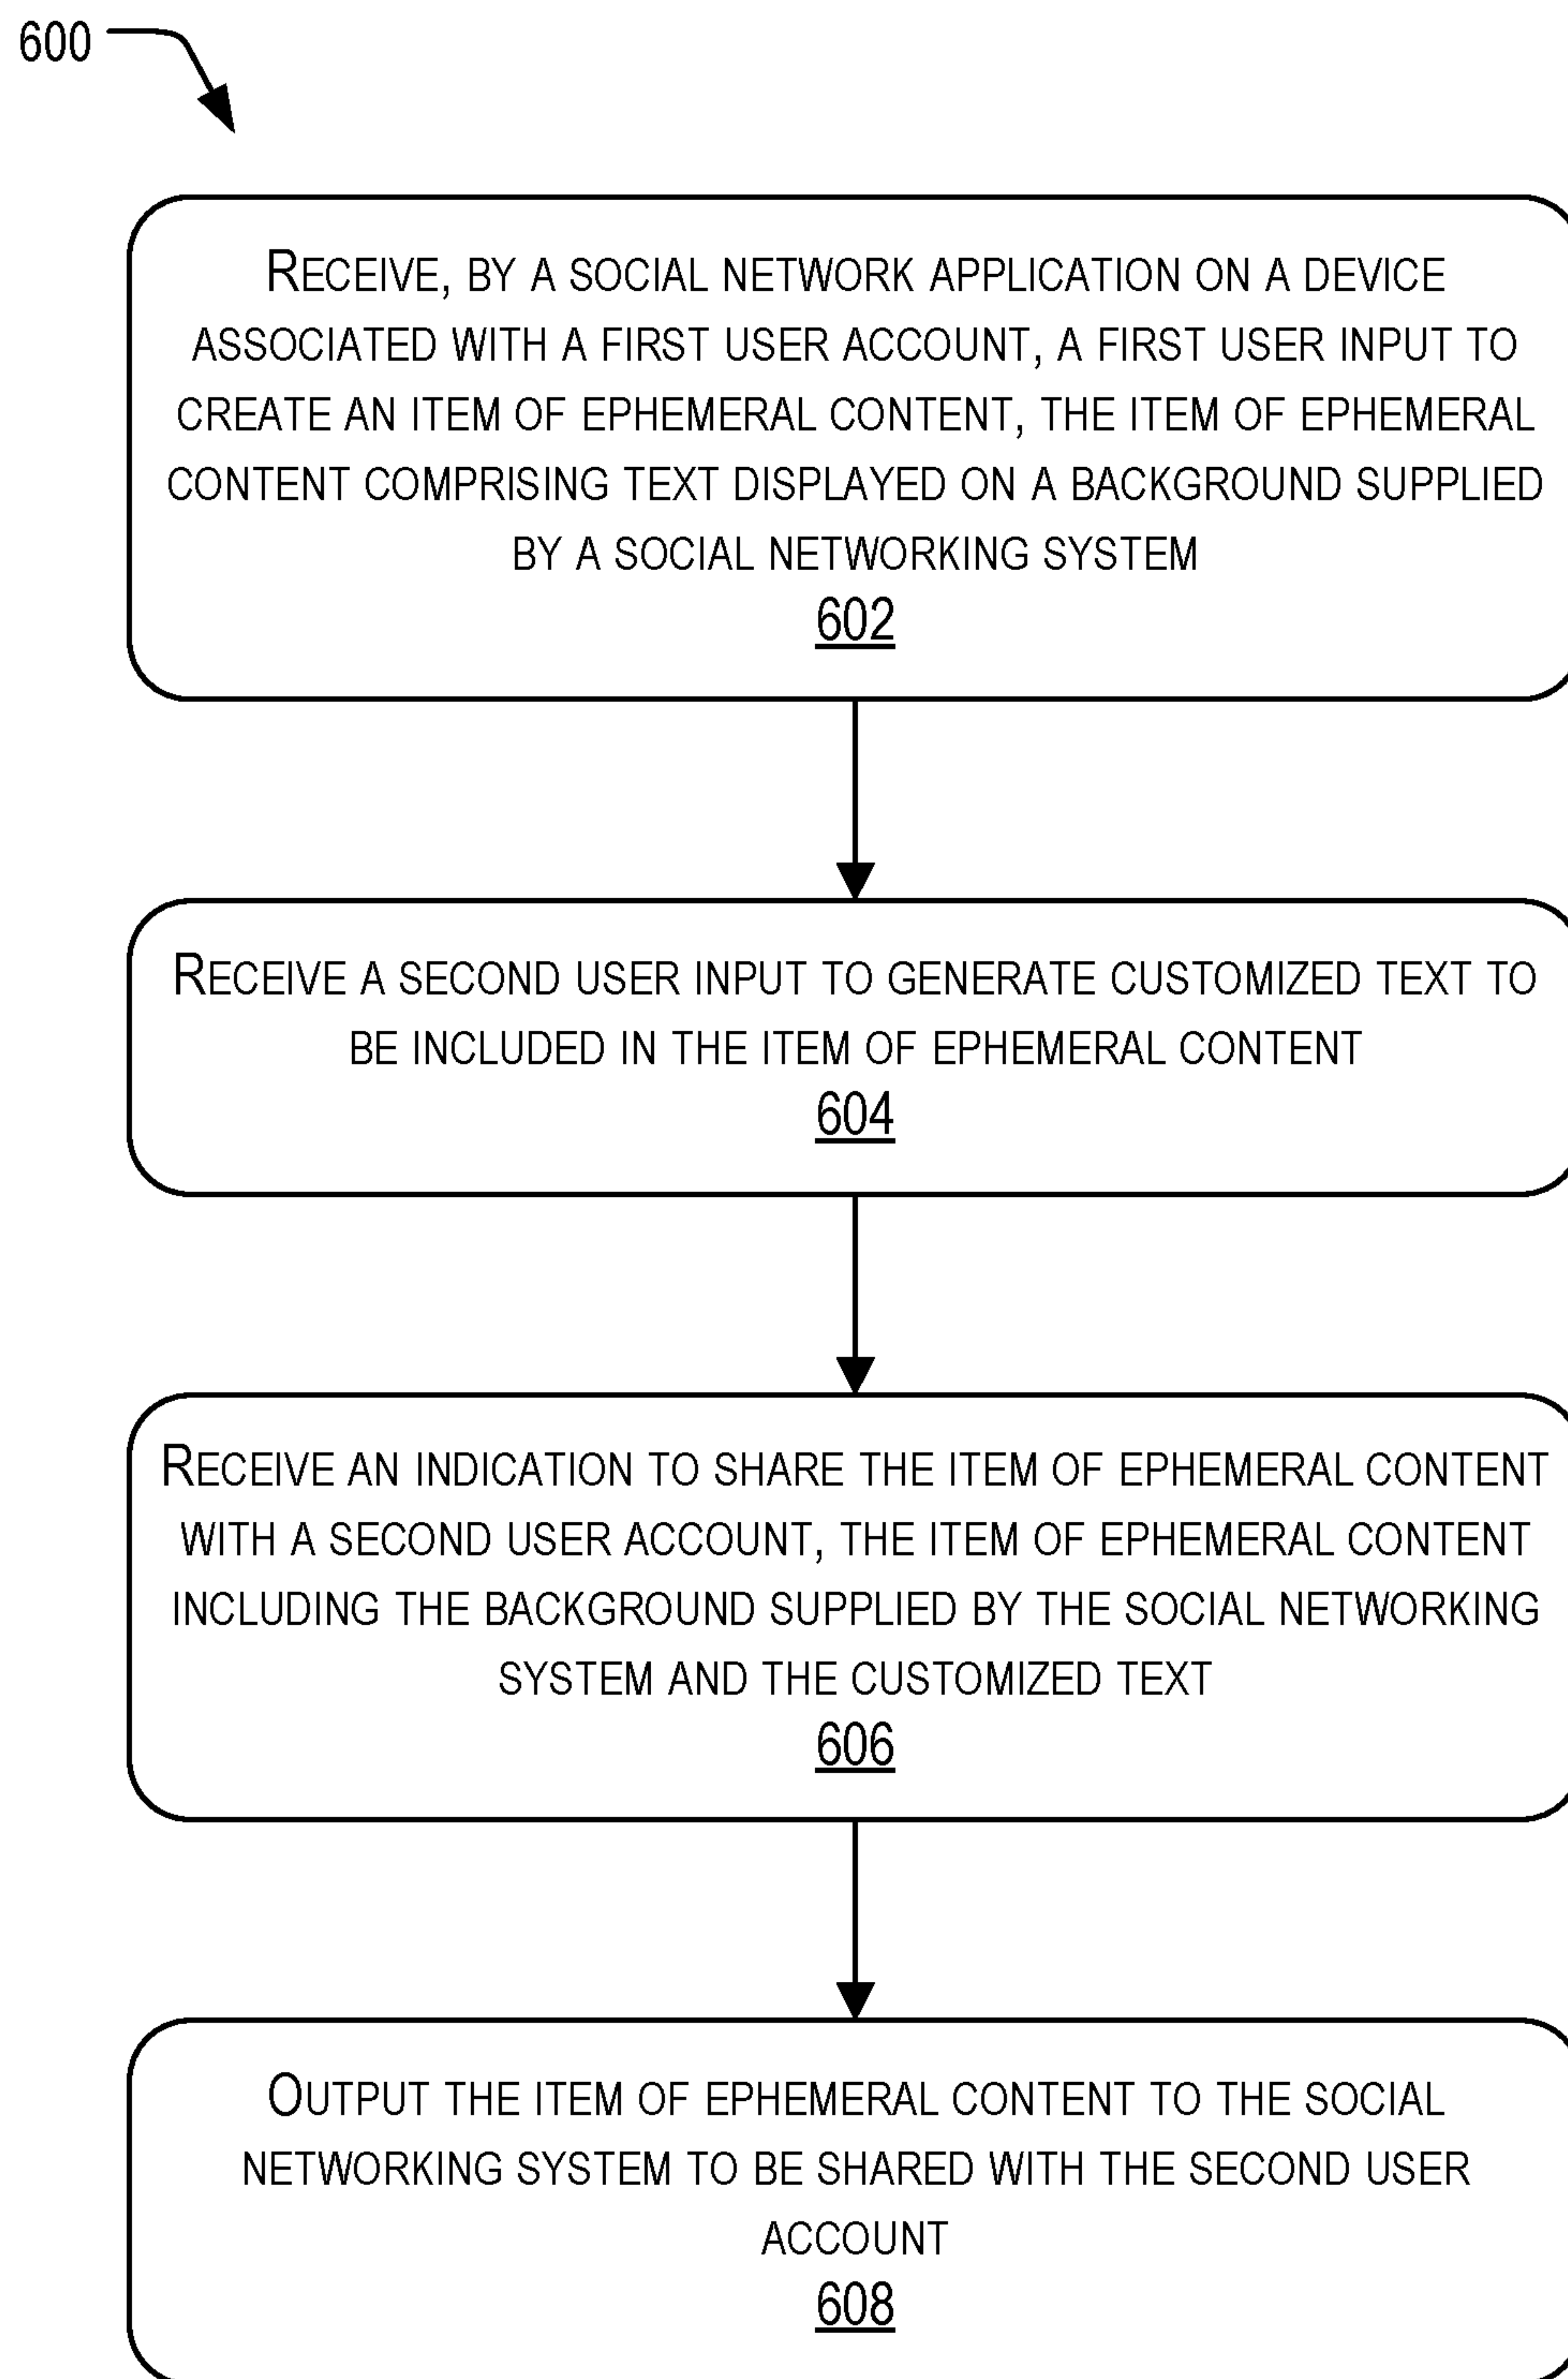 600
RECEIVE, BY A SOCIAL NETWORK APPLICATION ON A DEVICE
ASSOCIATED WITH A FIRST USER ACCOUNT, A FIRST USER INPUT TO
CREATE AN ITEM OF EPHEMERAL CONTENT, THE ITEM OF EPHEMERAL
CONTENT COMPRISING TEXT DISPLAYED ON A BACKGROUND SUPPLIED
BY A SOCIAL NETWORKING SYSTEM
602
RECEIVE A SECOND USER INPUT TO GENERATE CUSTOMIZED TEXT TO
BE INCLUDED IN THE ITEM OF EPHEMERAL CONTENT
604
RECEIVE AN INDICATION TO SHARE THE ITEM OF EPHEMERAL CONTENT
WITH A SECOND USER ACCOUNT, THE ITEM OF EPHEMERAL CONTENT
INCLUDING THE BACKGROUND SUPPLIED BY THE SOCIAL NETWORKING
SYSTEM AND THE CUSTOMIZED TEXT
606
OUTPUT THE ITEM OF EPHEMERAL CONTENT TO THE SOCIAL
NETWORKING SYSTEM TO BE SHARED WITH THE SECOND USER
ACCOUNT
608